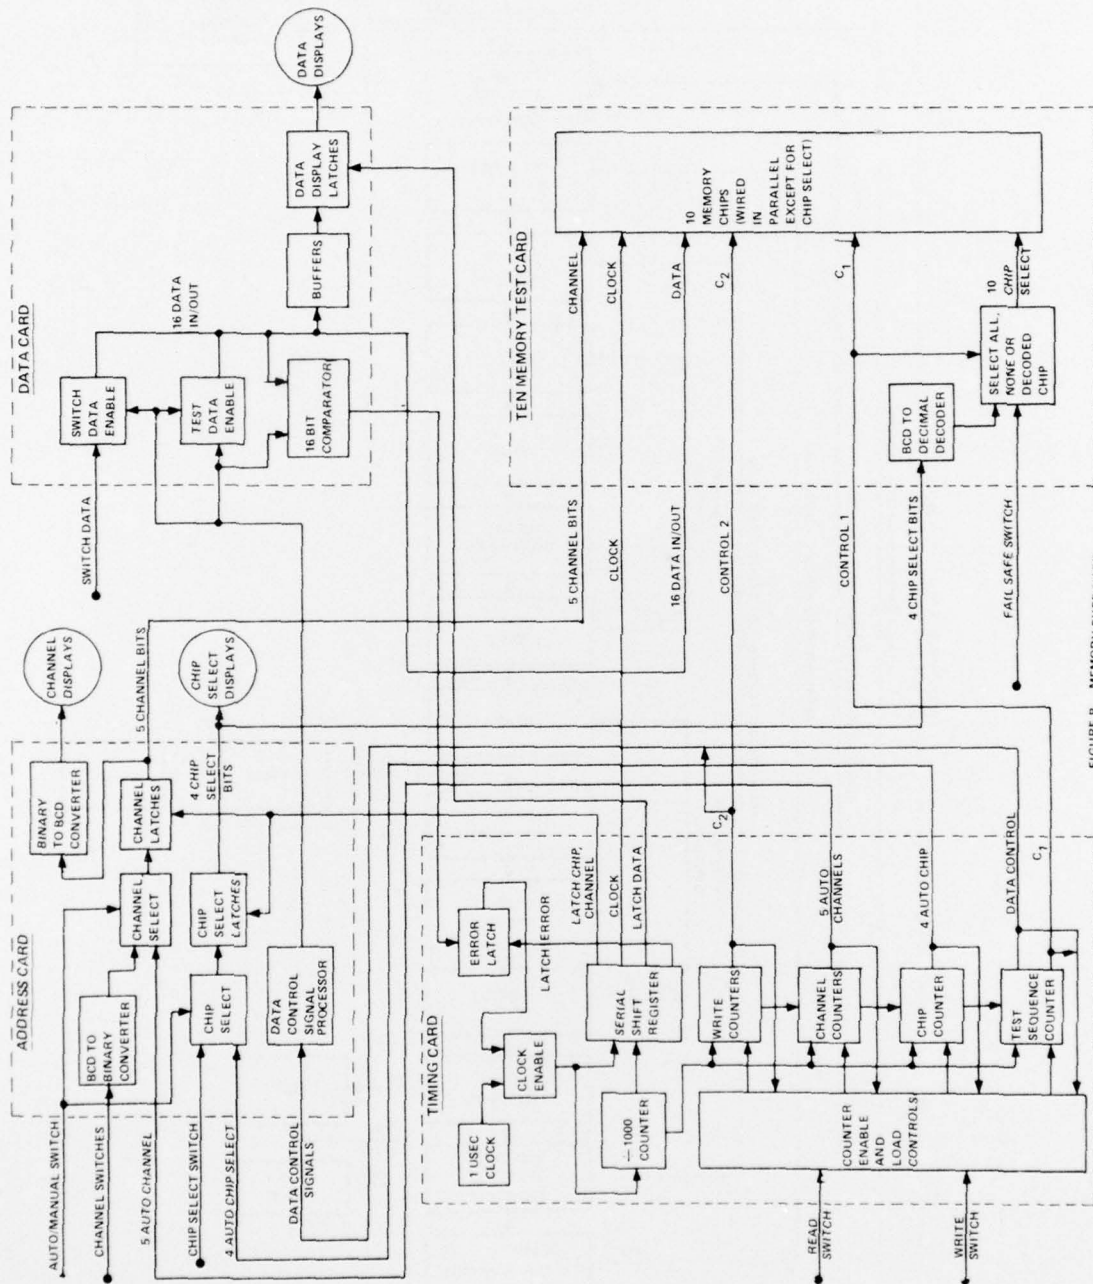 ADDRESS CARD
AUTO/MANUAL SWITCH
CHANNEL SWITCHES
5 AUTO CHANNEL
CHIP SELECT SWITCH
4 AUTO CHIP SELECT
DATA CONTROL
SIGNALS
BCD TO
BINARY
CONVERTER
CHANNEL
SELECT
CHANNEL
LATCHES
BINARY
TO BCD
CONVERTER
CHANNEL
DISPLAYS
5 CHANNEL BITS
CHIP
SELECT
CHIP
SELECT
LATCHES
4 CHIP
SELECT
BITS
CHIP
SELECT
DISPLAYS
DATA
CONTROL
SIGNAL
PROCESSOR
DATA CARD
SWITCH DATA
SWITCH
DATA
ENABLE
TEST
DATA
ENABLE
16 BIT
COMPARATOR
16 DATA
IN/OUT
BUFFERS
DATA
DISPLAY
LATCHES
DATA
DISPLAYS
TIMING CARD
1 USEC
CLOCK
CLOCK
ENABLE
ERROR
LATCH
LATCH ERROR
÷ 1000
COUNTER
SERIAL
SHIFT
REGISTER
LATCH CHIP,
CHANNEL
CLOCK
LATCH DATA
WRITE
COUNTERS
C2
CHANNEL
COUNTERS
5 AUTO
CHANNELS
CHIP
COUNTER
4 AUTO CHIP
TEST
SEQUENCE
COUNTER
DATA CONTROL
C1
COUNTER
ENABLE
AND
LOAD
CONTROLS
READ
SWITCH
WRITE
SWITCH
TEN MEMORY TEST CARD
5 CHANNEL BITS
CHANNEL
CLOCK
CLOCK
16 DATA IN/OUT
DATA
CONTROL 2
C2
CONTROL 1
C1
4 CHIP SELECT BITS
FAIL SAFE SWITCH
BCD TO
DECIMAL
DECODER
SELECT ALL,
NONE OR
DECODED
CHIP
10
CHIP
SELECT
10
MEMORY
CHIPS
(WIRED
IN
PARALLEL
EXCEPT FOR
CHIP SELECT)